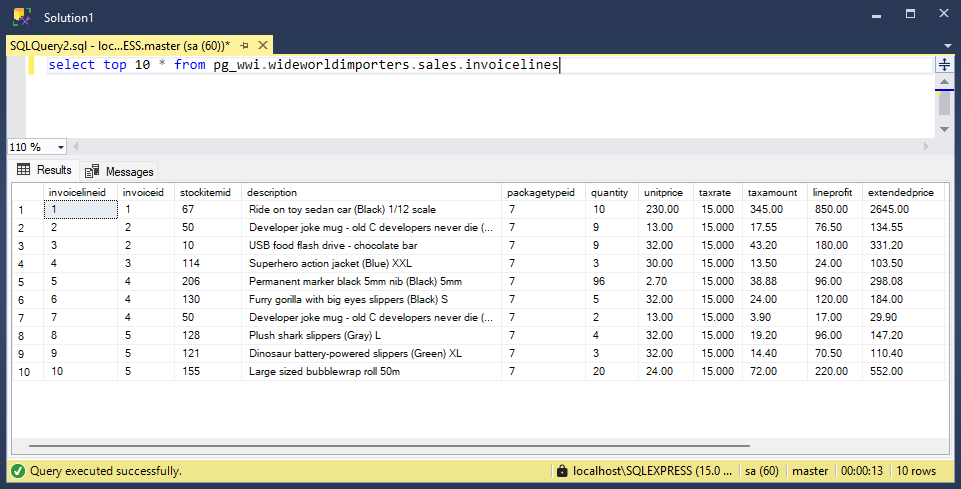 Solution1
SQLQuery2.sql - loc...ESS.master (sa (60))*
select top 10 * from pg_wwi.wideworldimporters.sales.invoicelines
110 %
Results Messages
invoicelineid invoiceid stockitemid description packagetypeid quantity unitprice taxrate taxamount lineprofit extendedprice
1 1 1 67 Ride on toy sedan car (Black) 1/12 scale 7 10 230.00 15.000 345.00 850.00 2645.00
2 2 2 50 Developer joke mug - old C developers never die (... 7 9 13.00 15.000 17.55 76.50 134.55
3 3 2 10 USB food flash drive - chocolate bar 7 9 32.00 15.000 43.20 180.00 331.20
4 4 3 114 Superhero action jacket (Blue) XXL 7 3 30.00 15.000 13.50 24.00 103.50
5 5 4 206 Permanent marker black 5mm nib (Black) 5mm 7 96 2.70 15.000 38.88 96.00 298.08
6 6 4 130 Furry gorilla with big eyes slippers (Black) S 7 5 32.00 15.000 24.00 120.00 184.00
7 7 4 50 Developer joke mug - old C developers never die (... 7 2 13.00 15.000 3.90 17.00 29.90
8 8 5 128 Plush shark slippers (Gray) L 7 4 32.00 15.000 19.20 96.00 147.20
9 9 5 121 Dinosaur battery-powered slippers (Green) XL 7 3 32.00 15.000 14.40 70.50 110.40
10 10 5 155 Large sized bubblewrap roll 50m 7 20 24.00 15.000 72.00 220.00 552.00
Query executed successfully. localhost\SQLEXPRESS (15.0 ... sa (60) master 00:00:13 10 rows